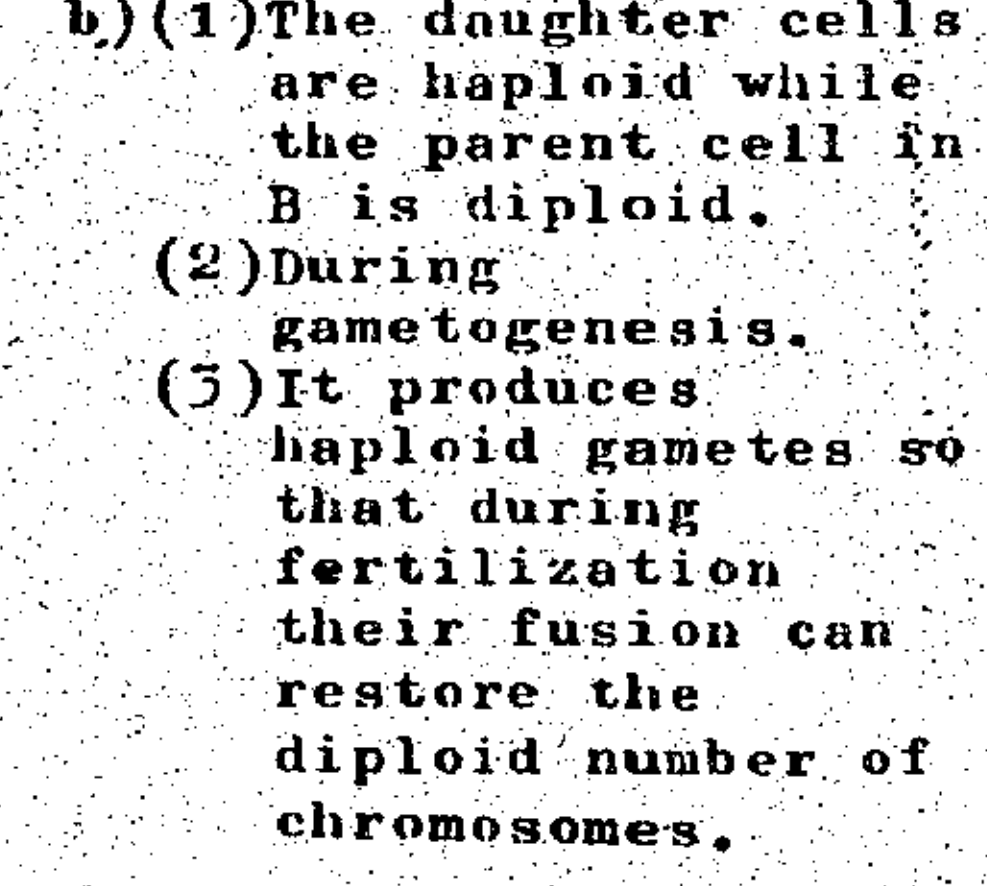 b.)(1)The daughter cells
are haploid while
the parent cell in
B is diploid.
(2)During
gametogenesis.
(3)It produces
haploid gametes so
that during
fertilization
their fusion can
restore the
diploid number of
chromosomes.